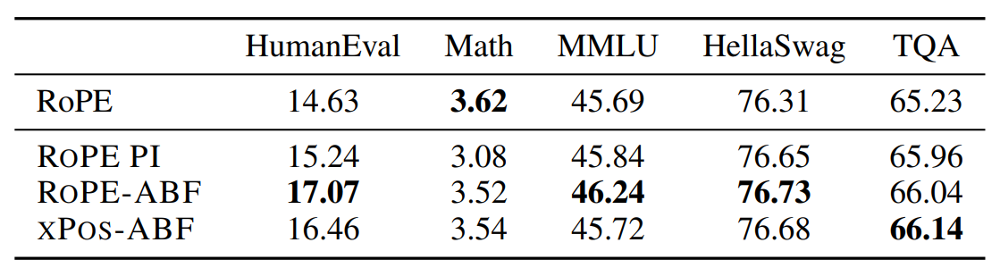 HumanEval Math MMLU HellaSwag TQA
RoPE 14.63 3.62 45.69 76.31 65.23
ROPE PI 15.24 3.08 45.84 76.65 65.96
ROPE-ABF 17.07 3.52 46.24 76.73 66.04
XPOS-ABF 16.46 3.54 45.72 76.68 66.14